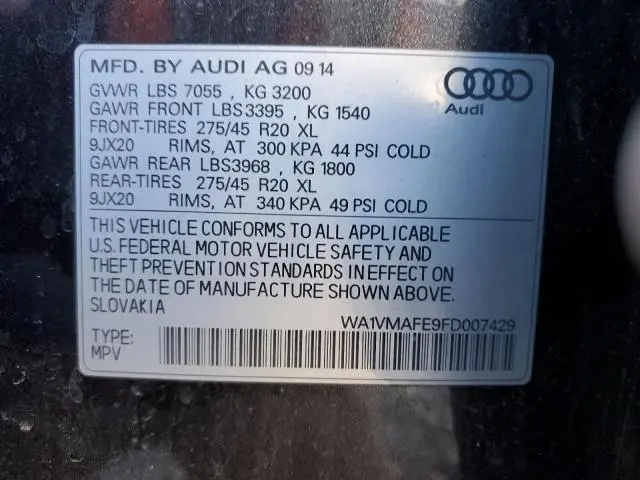 MFD. BY AUDI AG 09 14
Audi
GVWR LBS 7055 , KG 3200
GAWR FRONT LBS3395 , KG 1540
FRONT-TIRES 275/45 R20 XL
9JX20 RIMS, AT 300 KPA 44 PSI COLD
GAWR REAR LBS3968 , KG 1800
REAR-TIRES 275/45 R20 XL
9JX20 RIMS, AT 340 KPA 49 PSI COLD
THIS VEHICLE CONFORMS TO ALL APPLICABLE
U.S. FEDERAL MOTOR VEHICLE SAFETY AND
THEFT PREVENTION STANDARDS IN EFFECT ON
THE DATE OF MANUFACTURE SHOWN ABOVE.
SLOVAKIA
WA1VMAFE9FD007429
TYPE:
MPV